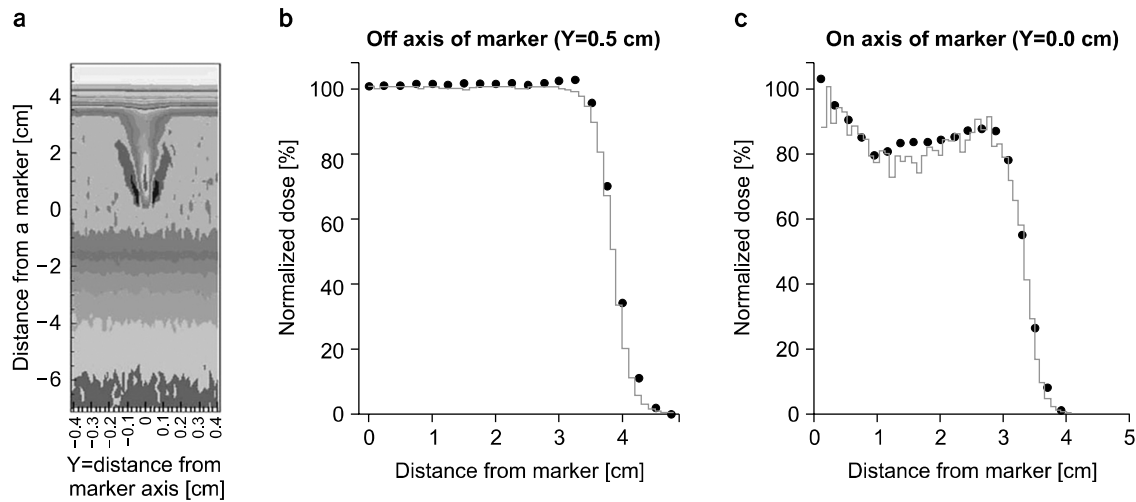 a
Distance from a marker [cm]
4
2
0
−2
−4
−6
−0.4
−0.3
−0.2
−0.1
0
0.1
0.2
0.3
0.4
Y=distance from
marker axis [cm]
b
Off axis of marker (Y=0.5 cm)
Normalized dose [%]
100
80
60
40
20
0
0 1 2 3 4
Distance from marker [cm]
c
On axis of marker (Y=0.0 cm)
Normalized dose [%]
100
80
60
40
20
0
0 1 2 3 4 5
Distance from marker [cm]